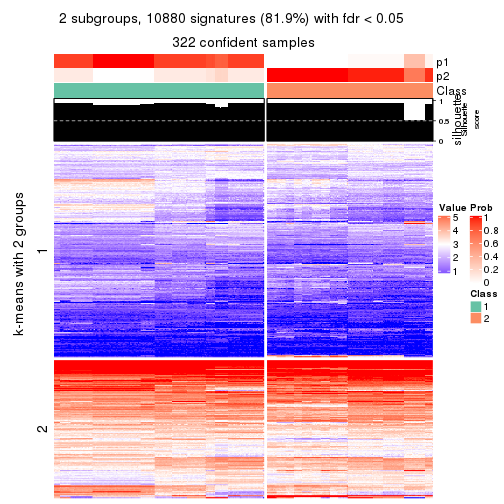 2 subgroups, 10880 signatures (81.9%) with fdr < 0.05
322 confident samples
p1
p2
Class
silhouette
Silhouette
score
1
0.5
0
k-means with 2 groups
1
2
Value
5
4
3
2
1
Prob
1
0.8
0.6
0.4
0.2
0
Class
1
2